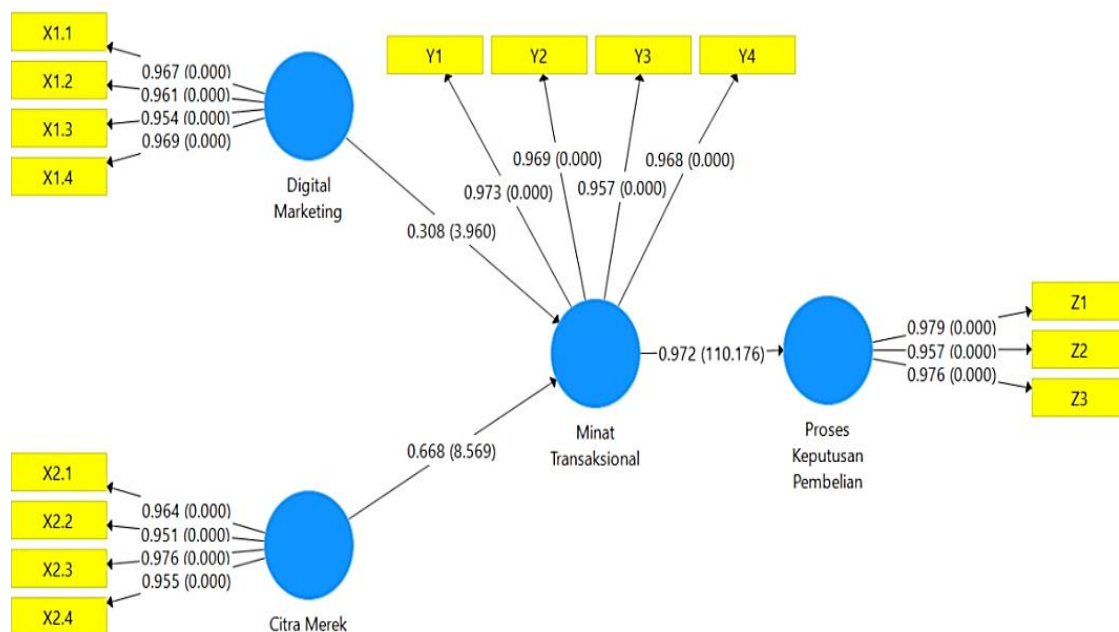 X1.1
X1.2
X1.3
X1.4
0.967 (0.000)
0.961 (0.000)
0.954 (0.000)
0.969 (0.000)
Digital
Marketing
Y1
Y2
Y3
Y4
0.973 (0.000)
0.969 (0.000)
0.957 (0.000)
0.968 (0.000)
0.308 (3.960)
0.668 (8.569)
Minat
Transaksional
0.972 (110.176)
Proses
Keputusan
Pembelian
0.979 (0.000)
0.957 (0.000)
0.976 (0.000)
Z1
Z2
Z3
X2.1
X2.2
X2.3
X2.4
0.964 (0.000)
0.951 (0.000)
0.976 (0.000)
0.955 (0.000)
Citra Merek